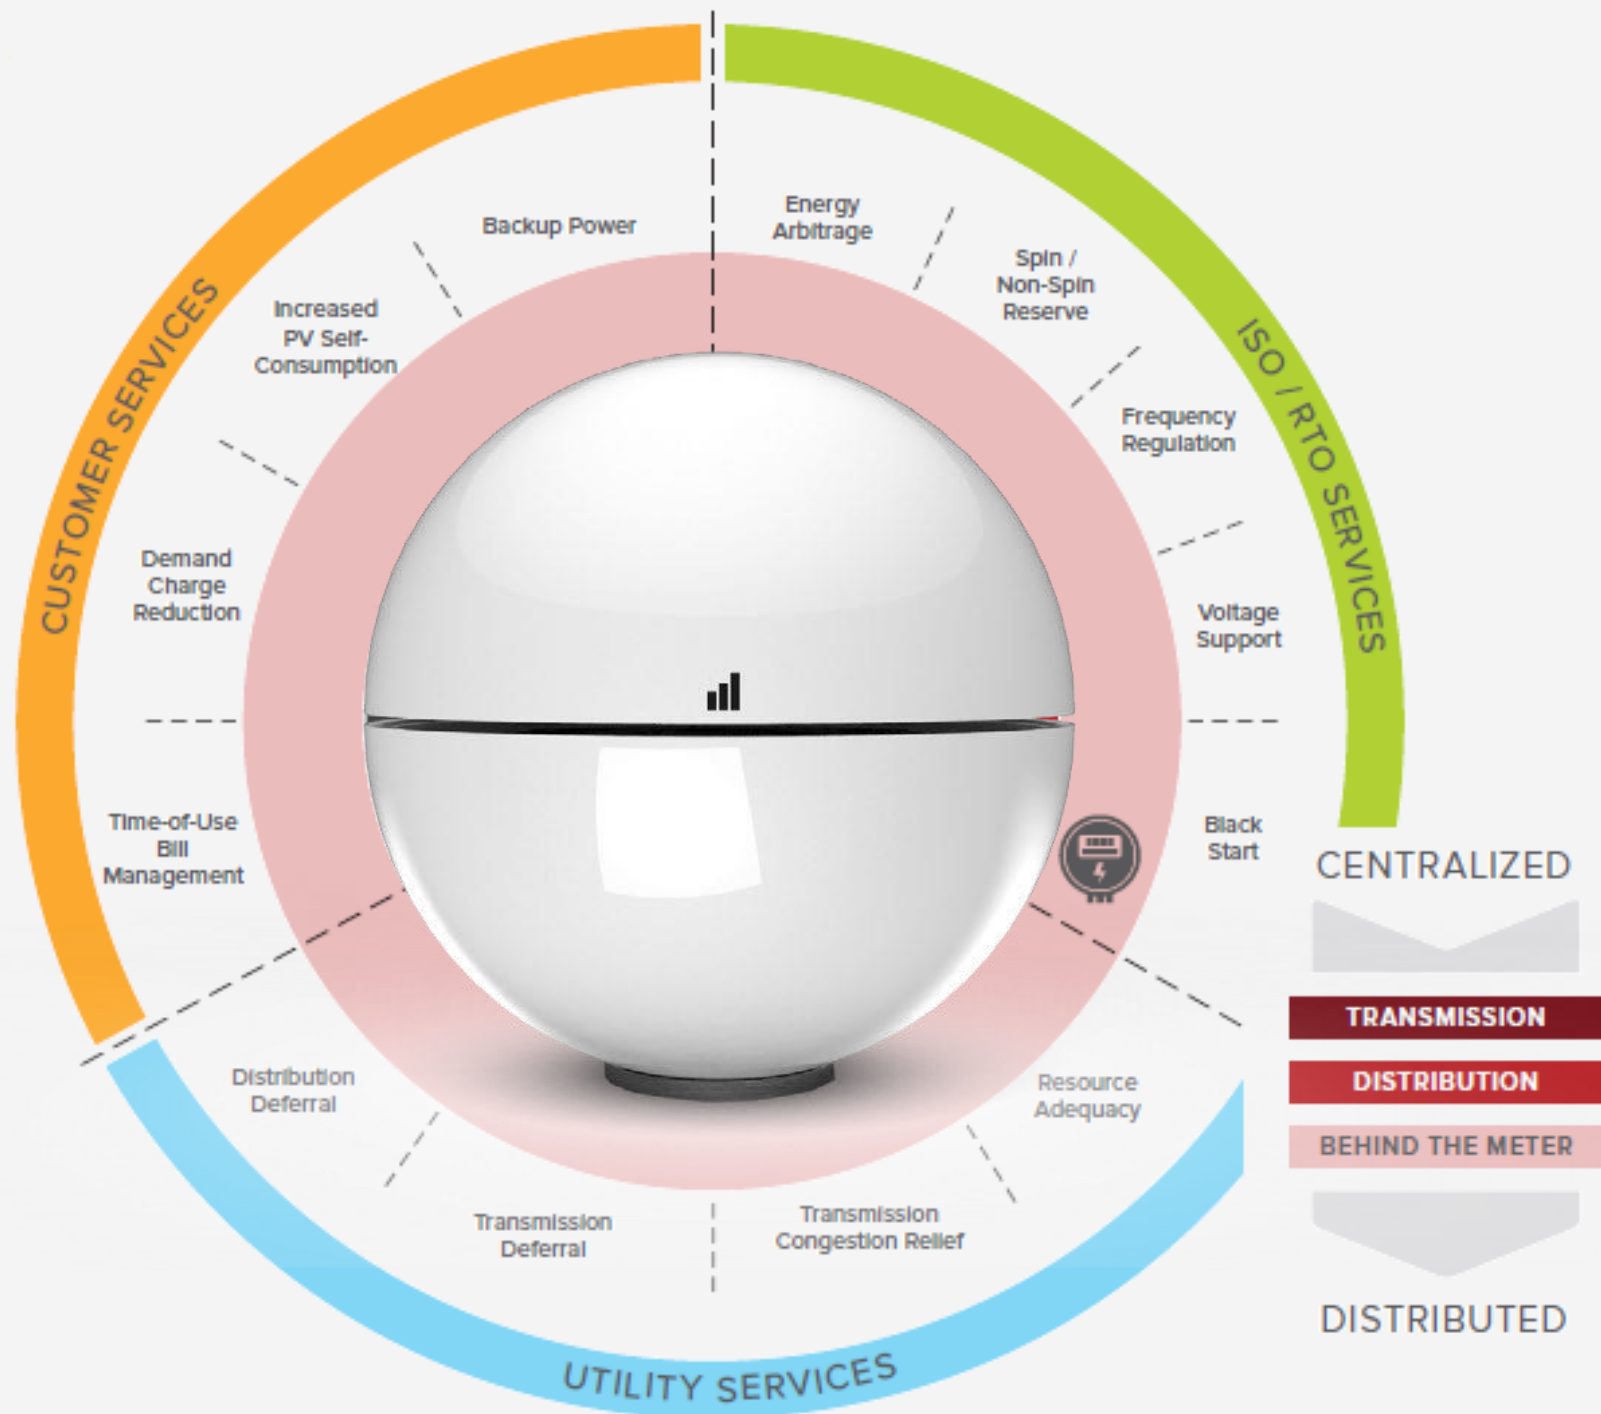 Backup Power
Energy
Arbitrage
Spin /
Non-Spin
Reserve
Increased
PV Self-
Consumption
CUSTOMER SERVICES
ISO / RTO SERVICES
Frequency
Regulation
Demand
Charge
Reduction
Voltage
Support
Time-of-Use
Bill
Management
Black
Start
CENTRALIZED
TRANSMISSION
DISTRIBUTION
BEHIND THE METER
DISTRIBUTED
Distribution
Deferral
Resource
Adequacy
Transmission
Deferral
Transmission
Congestion Relief
UTILITY SERVICES